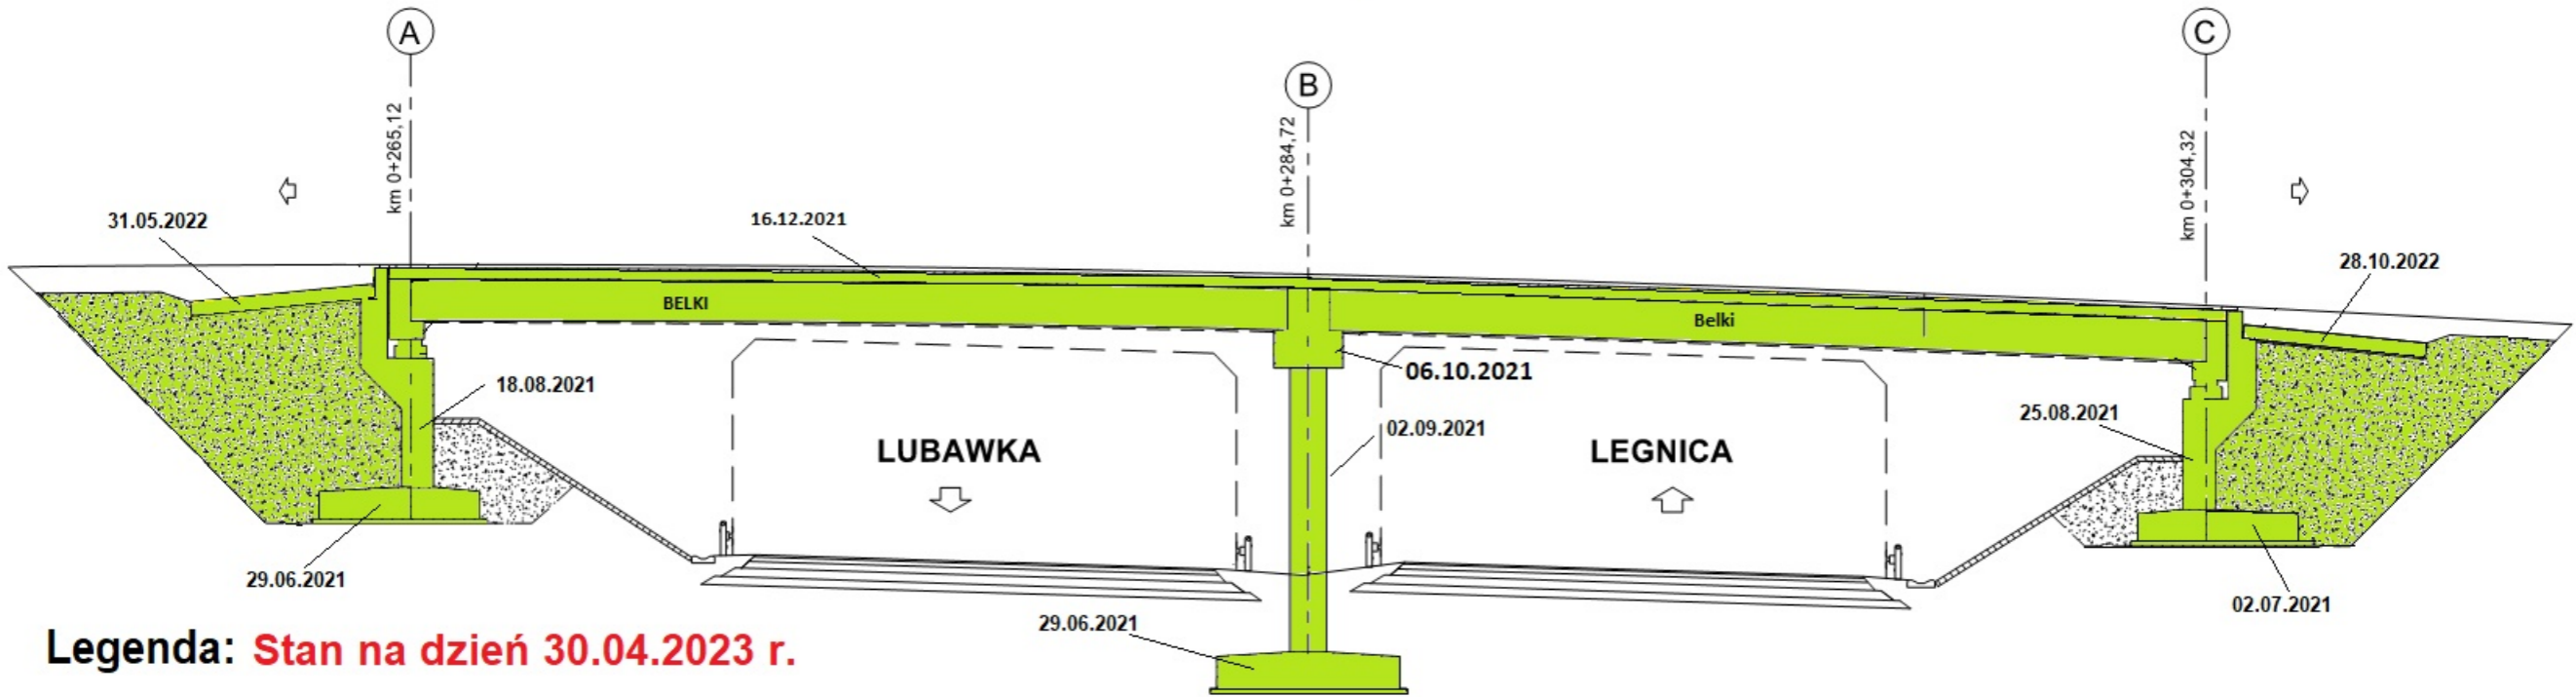 A
B
C
km 0+265,12
km 0+284,72
km 0+304,32
31.05.2022
16.12.2021
28.10.2022
BELKI
Belki
06.10.2021
18.08.2021
02.09.2021
25.08.2021
LUBAWKA
LEGNICA
29.06.2021
02.07.2021
29.06.2021
Legenda: Stan na dzień 30.04.2023 r.